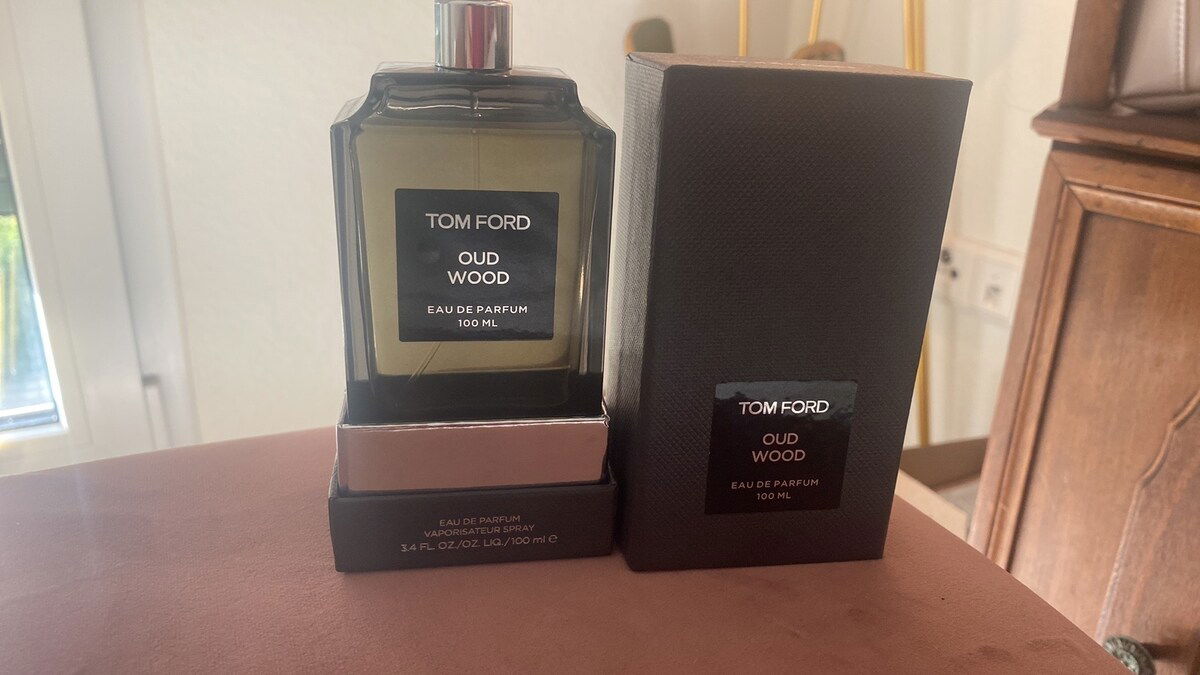 TOM FORD
OUD
WOOD
EAU DE PARFUM
100 ML
EAU DE PARFUM
VAPORISATEUR SPRAY
3.4 FL. OZ./OZ. LIQ./100 ml ℮
TOM FORD
OUD
WOOD
EAU DE PARFUM
100 ML